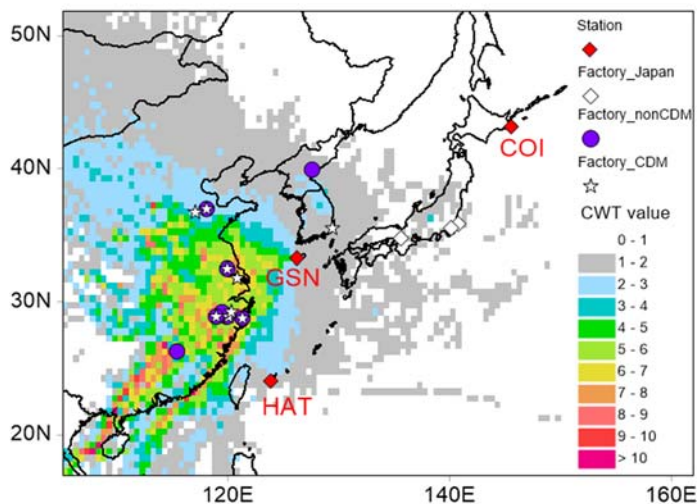 50N
40N
30N
20N
120E
140E
160E
COI
GSN
HAT
Station
Factory_Japan
Factory_nonCDM
Factory_CDM
CWT value
0 - 1
1 - 2
2 - 3
3 - 4
4 - 5
5 - 6
6 - 7
7 - 8
8 - 9
9 - 10
> 10